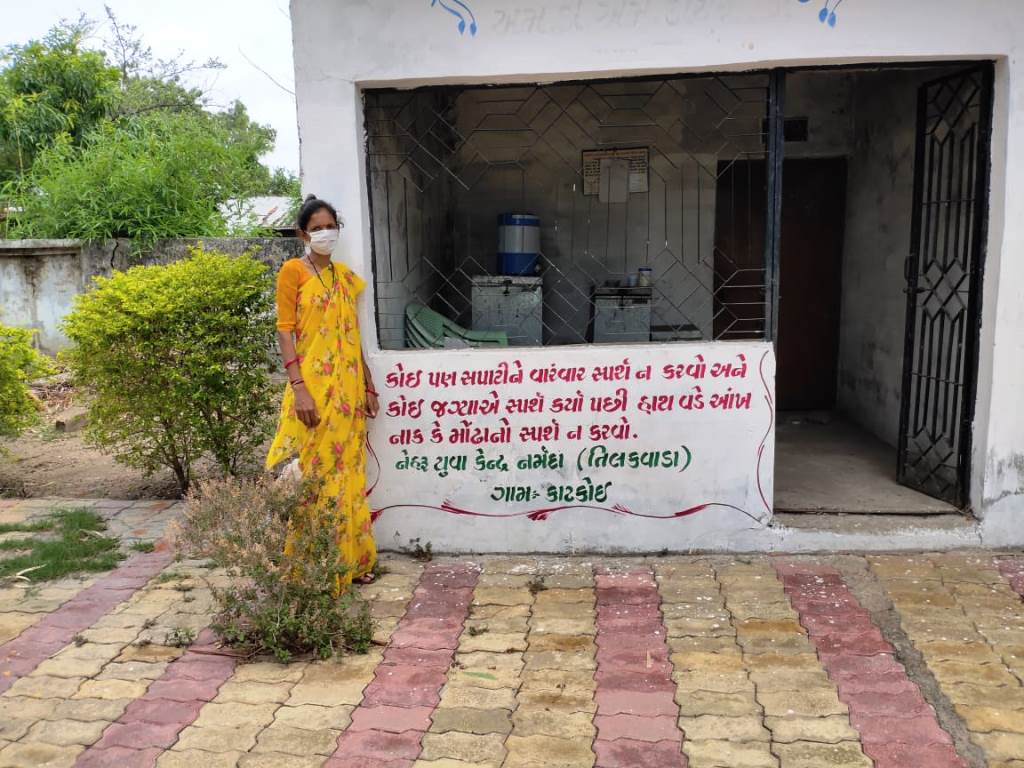 કોઈ પણ સપાટીને વારંવાર સ્પર્શ ન કરવો અને
કોઈ જગ્યાએ સ્પર્શ કર્યા પછી હાથ વડે આંખ
નાક કે મોંઢાનો સ્પર્શ ન કરવો.
નેહરૂ યુવા કેન્દ્ર નર્મદા (તિલકવાડા)
ગામઃ- કાટકોઈ